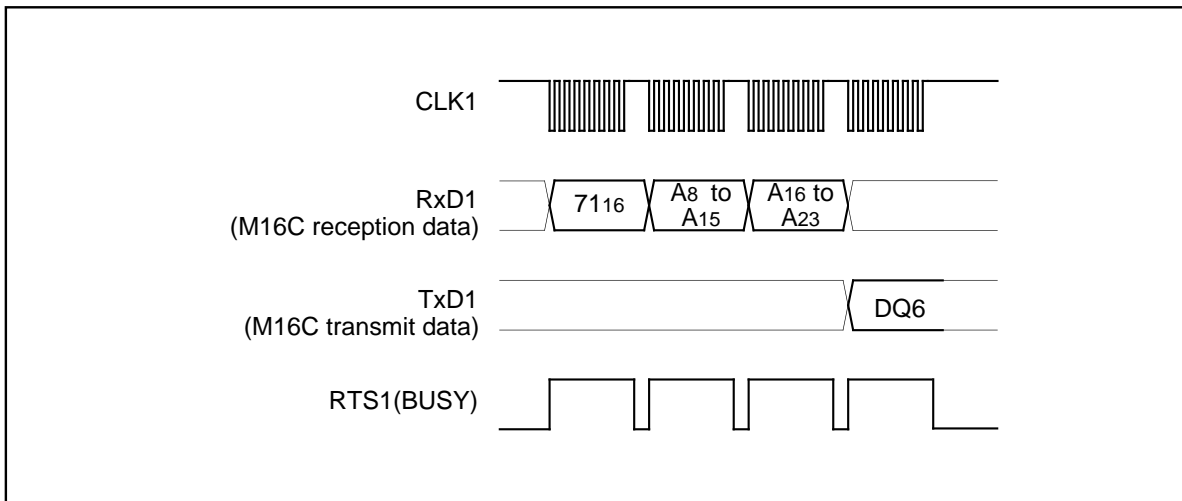 CLK1
RxD1
(M16C reception data)
7116
A8 to
A15
A16 to
A23
TxD1
(M16C transmit data)
DQ6
RTS1(BUSY)